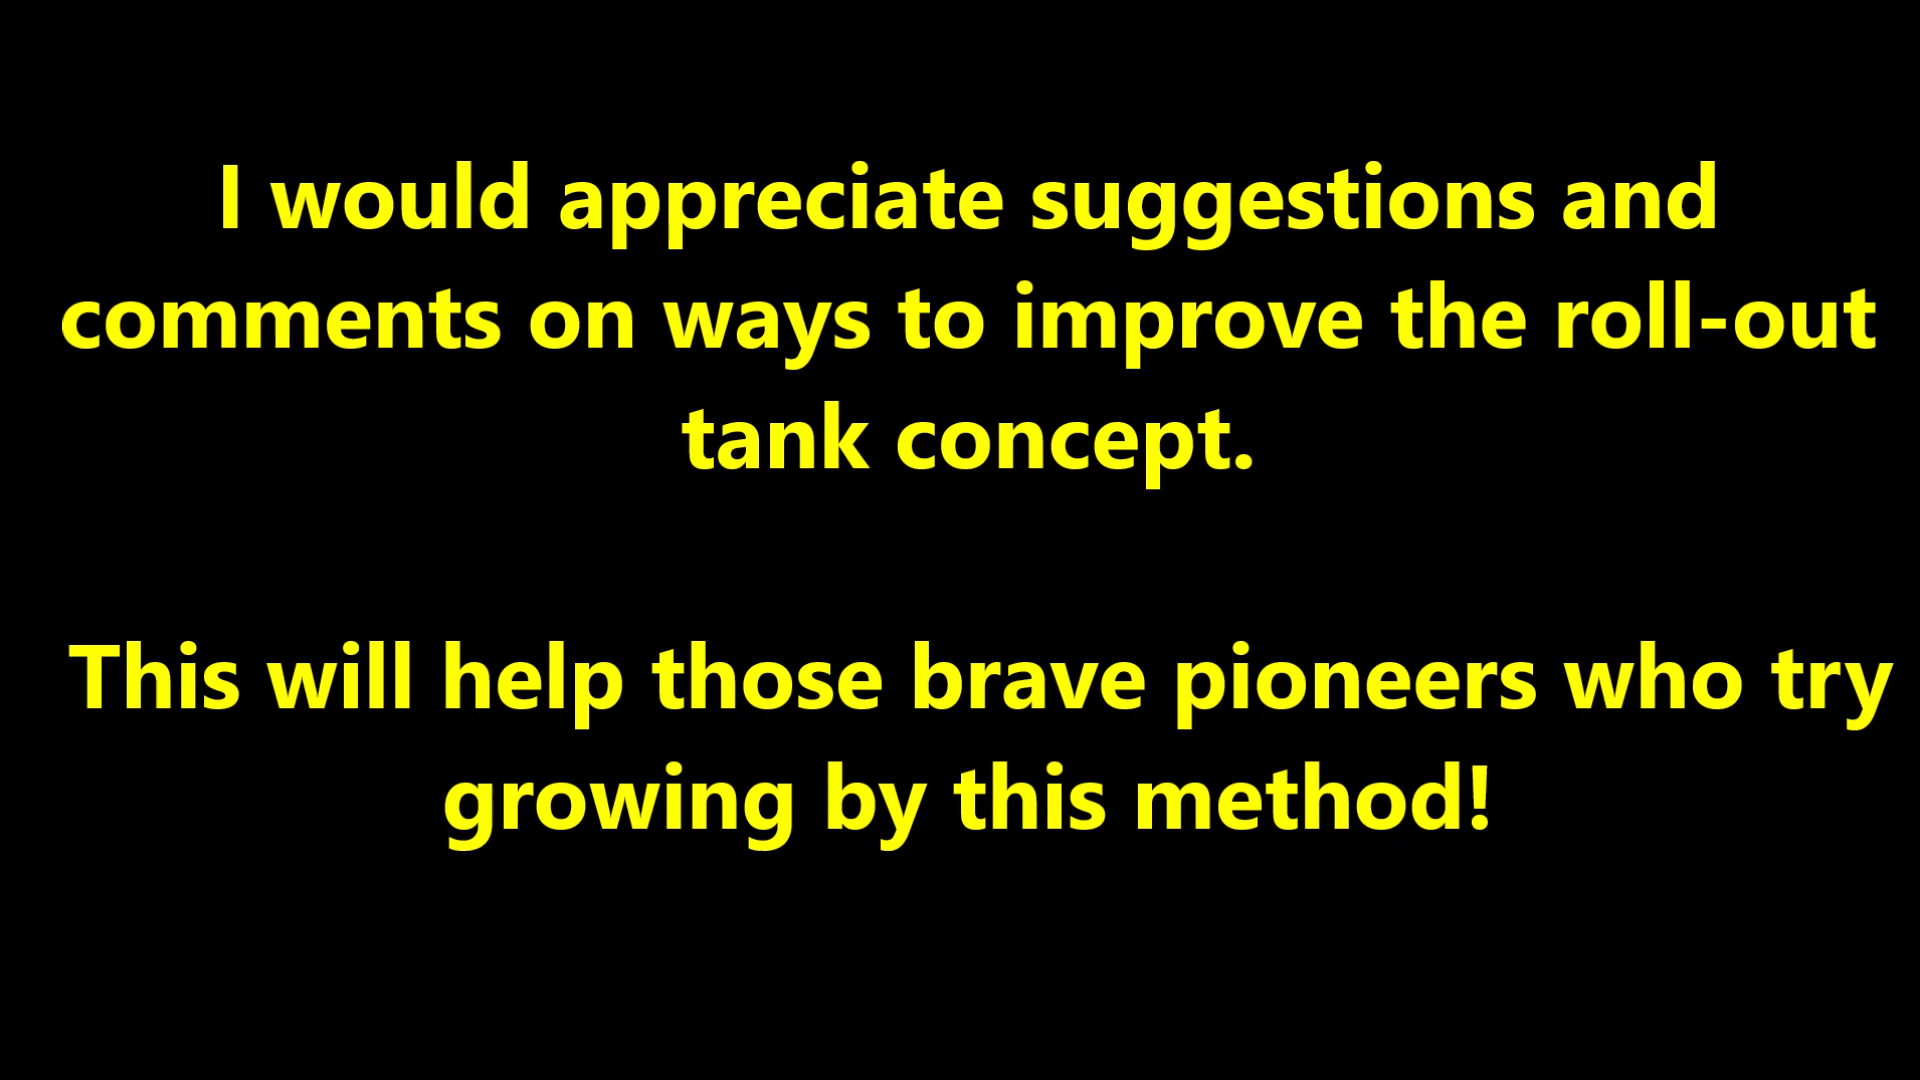 I would appreciate suggestions and
comments on ways to improve the roll-out
tank concept.
This will help those brave pioneers who try
growing by this method!